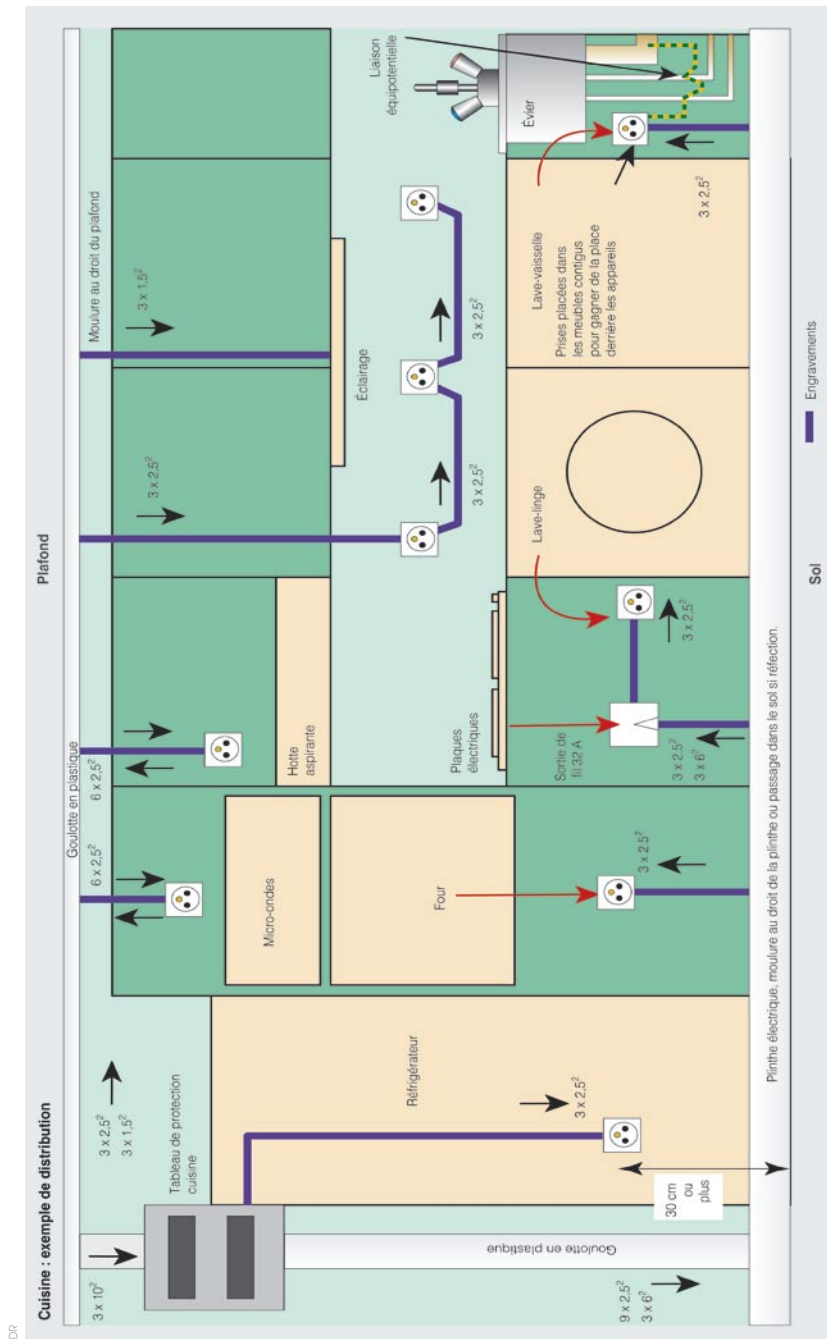 Cuisine : exemple de distribution
Plafond
3 x 10²
3 x 2,5²
3 x 1,5²
Goulotte en plastique
6 x 2,5²
6 x 2,5²
3 x 2,5²
Moulure au droit du plafond
3 x 1,5²
Tableau de protection
cuisine
Micro-ondes
Hotte
aspirante
Éclairage
Liaison
équipotentielle
Réfrigérateur
Four
Plaques
électriques
3 x 2,5²
3 x 2,5²
Évier
Lave-linge
Lave-vaisselle
Prises placées dans
les meubles contigus
pour gagner de la place
derrière les appareils
Sortie de
fil 32 A
3 x 2,5²
3 x 2,5²
3 x 2,5²
3 x 2,5²
3 x 6²
3 x 2,5²
Goulotte en plastique
30 cm
ou
plus
9 x 2,5²
3 x 6²
Plinthe électrique, moulure au droit de la plinthe ou passage dans le sol si réfection.
Sol
Engravements
DR